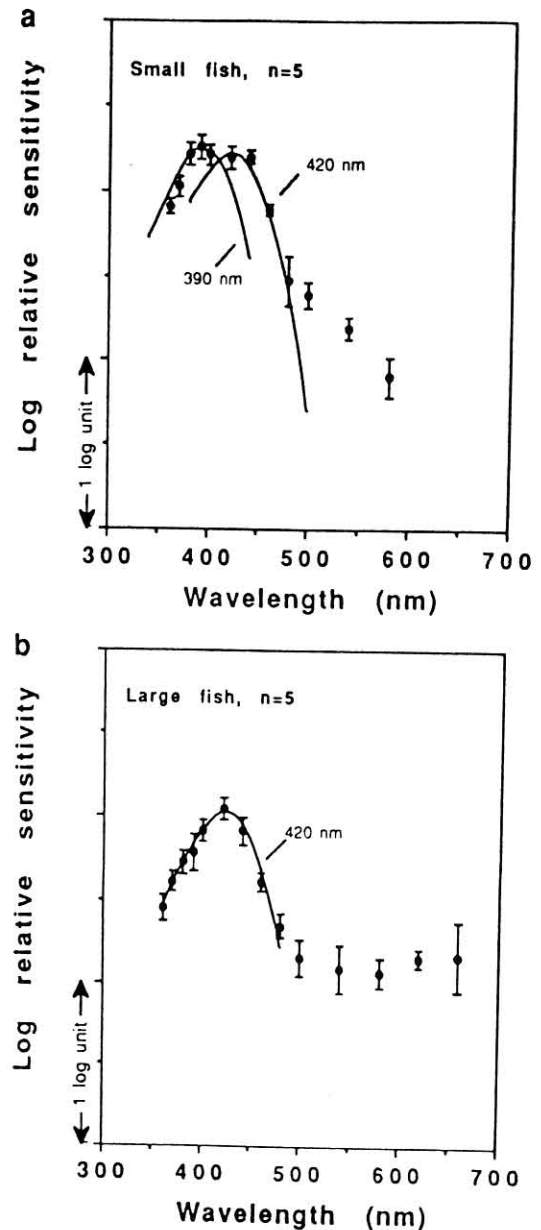 a
Small fish, n=5
420 nm
390 nm
Log relative sensitivity
1 log unit
300 400 500 600 700
Wavelength (nm)
b
Large fish, n=5
420 nm
Log relative sensitivity
1 log unit
300 400 500 600 700
Wavelength (nm)